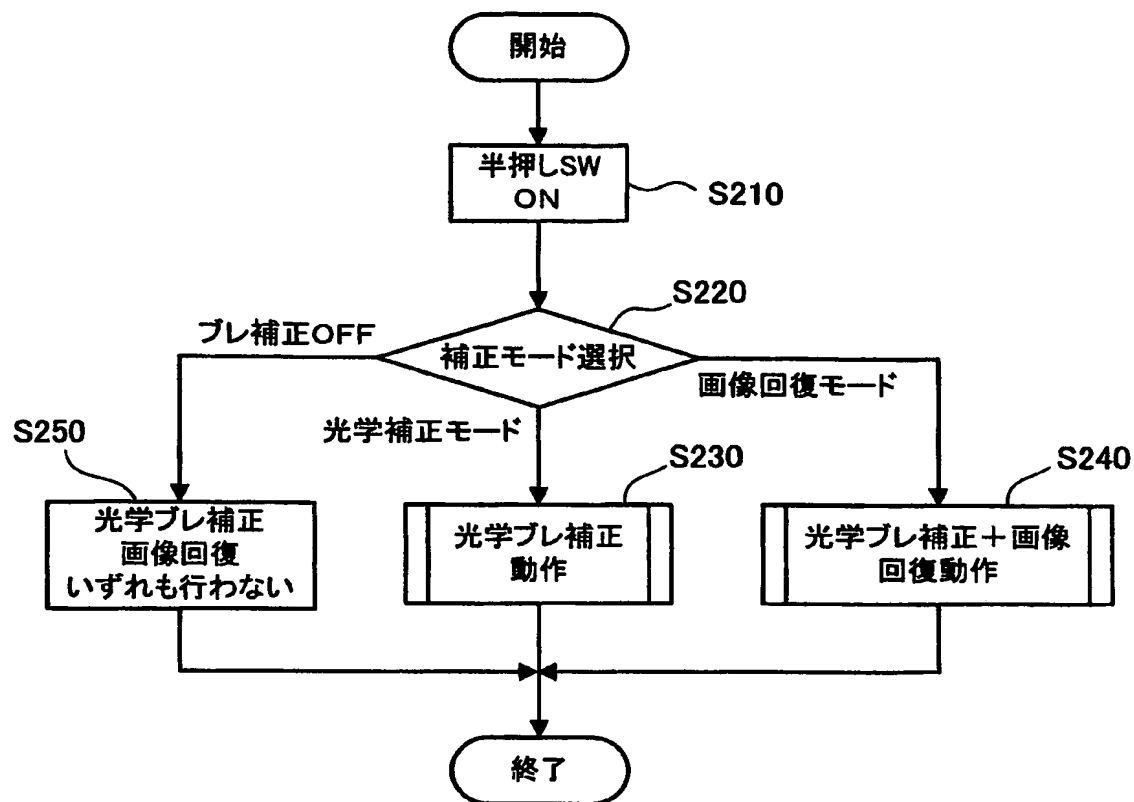 開始
半押しSW
ON
S210
S220
補正モード選択
ブレ補正OFF
光学補正モード
画像回復モード
S250
光学ブレ補正
画像回復
いずれも行わない
S230
光学ブレ補正
動作
S240
光学ブレ補正＋画像
回復動作
終了